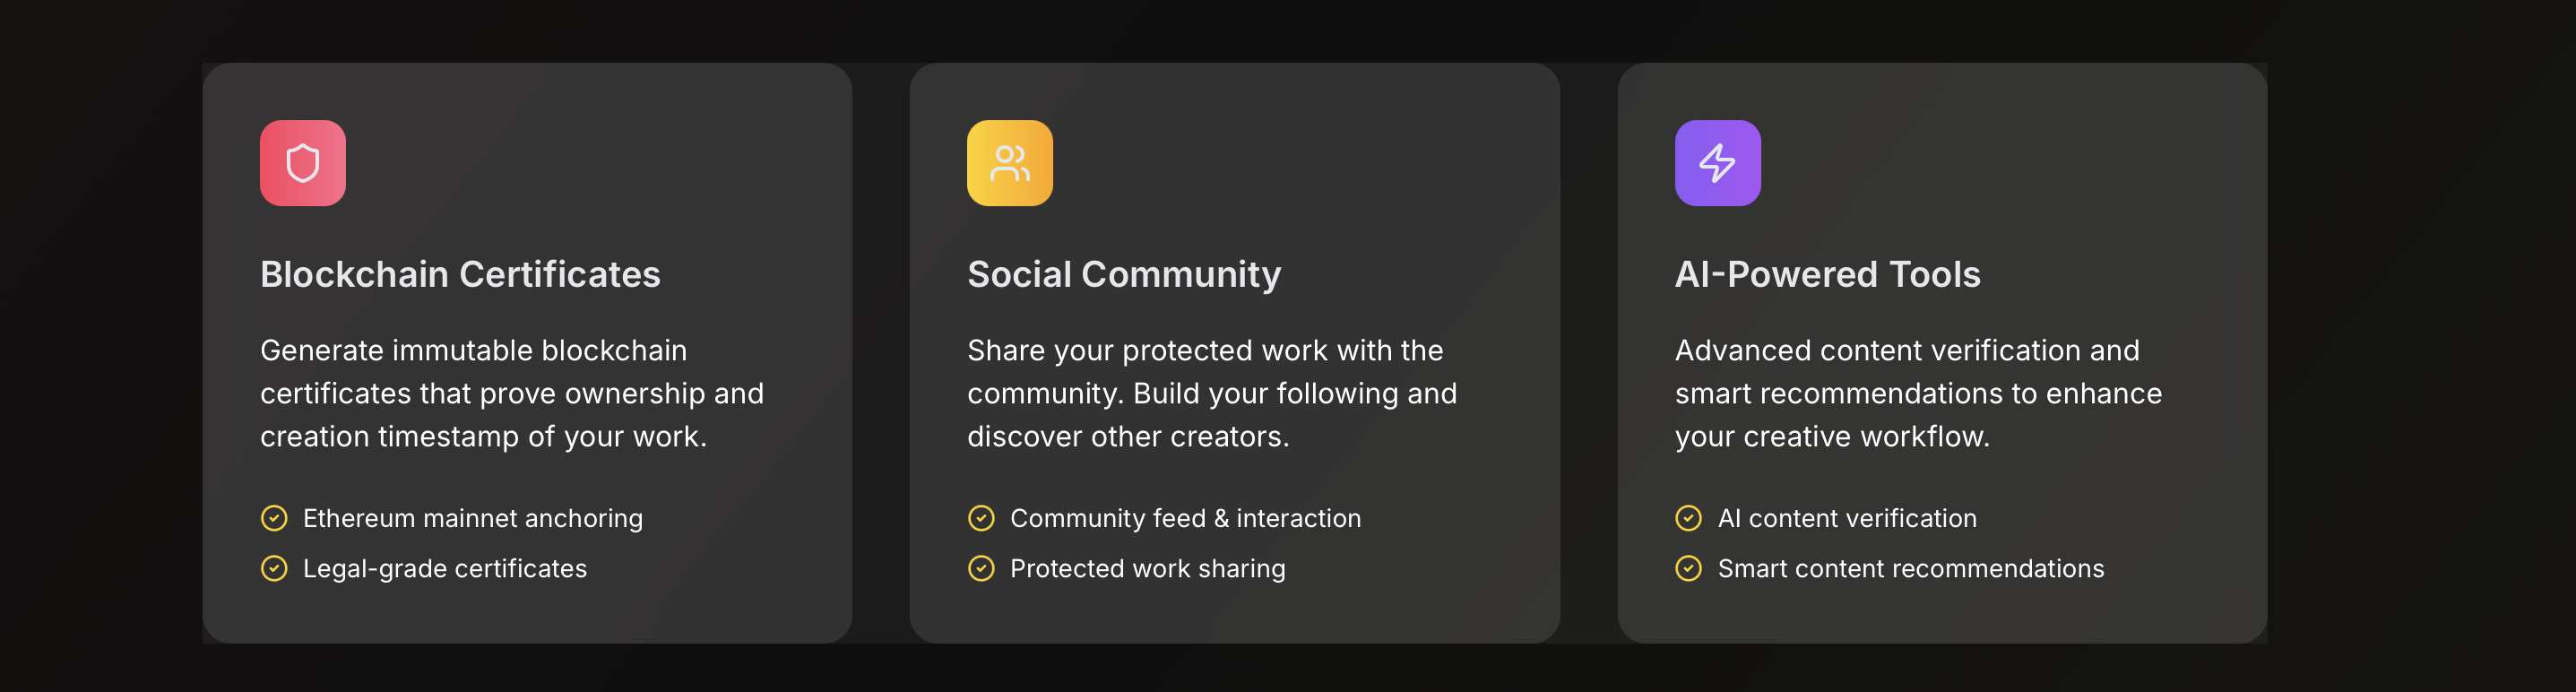 Blockchain Certificates
Generate immutable blockchain
certificates that prove ownership and
creation timestamp of your work.
Ethereum mainnet anchoring
Legal-grade certificates
Social Community
Share your protected work with the
community. Build your following and
discover other creators.
Community feed & interaction
Protected work sharing
AI-Powered Tools
Advanced content verification and
smart recommendations to enhance
your creative workflow.
AI content verification
Smart content recommendations